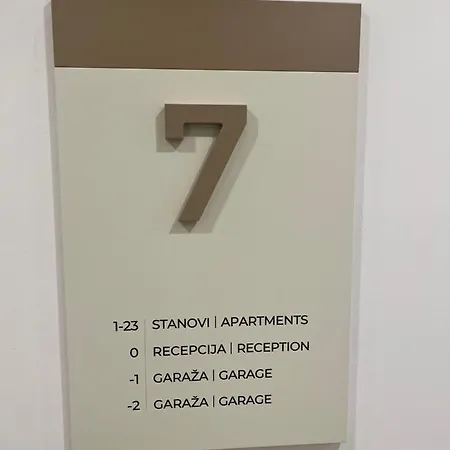 7
1-23 | STANOVI | APARTMENTS
0 | RECEPCIJA | RECEPTION
-1 | GARAŽA | GARAGE
-2 | GARAŽA | GARAGE